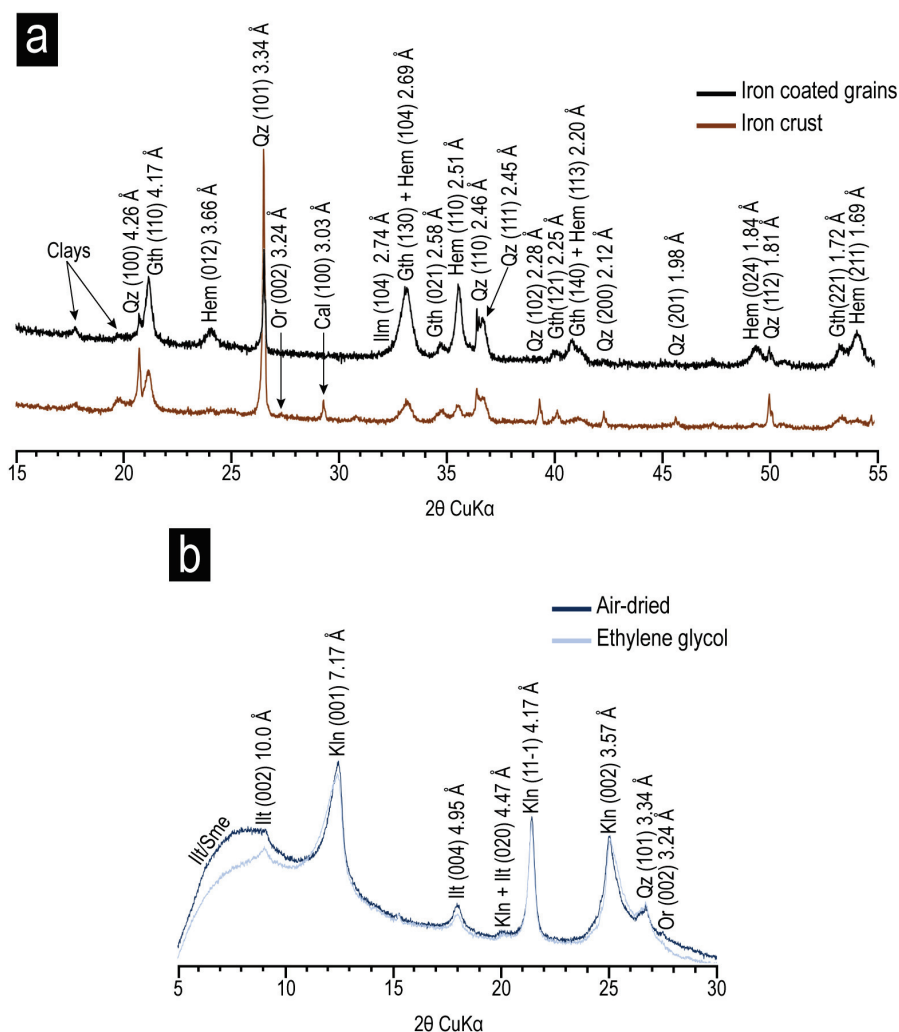 a
Iron coated grains
Iron crust
Clays
Qz (100) 4.26 Å
Gth (110) 4.17 Å
Hem (012) 3.66 Å
Qz (101) 3.34 Å
Or (002) 3.24 Å
Cal (100) 3.03 Å
Ilm (104) 2.74 Å
Gth (130) + Hem (104) 2.69 Å
Gth (021) 2.58 Å
Hem (110) 2.51 Å
Qz (110) 2.46 Å
Qz (111) 2.45 Å
Qz (102) 2.28 Å
Gth(121) 2.25 Å
Gth (140) + Hem (113) 2.20 Å
Qz (200) 2.12 Å
Qz (201) 1.98 Å
Hem (024) 1.84 Å
Qz (112) 1.81 Å
Gth(221) 1.72 Å
Hem (211) 1.69 Å
15 20 25 30 35 40 45 50 55
2θ CuKα
b
Air-dried
Ethylene glycol
Ilt/Sme
Ilt (002) 10.0 Å
Kln (001) 7.17 Å
Ilt (004) 4.95 Å
Kln + Ilt (020) 4.47 Å
Kln (11-1) 4.17 Å
Kln (002) 3.57 Å
Qz (101) 3.34 Å
Or (002) 3.24 Å
5 10 15 20 25 30
2θ CuKα